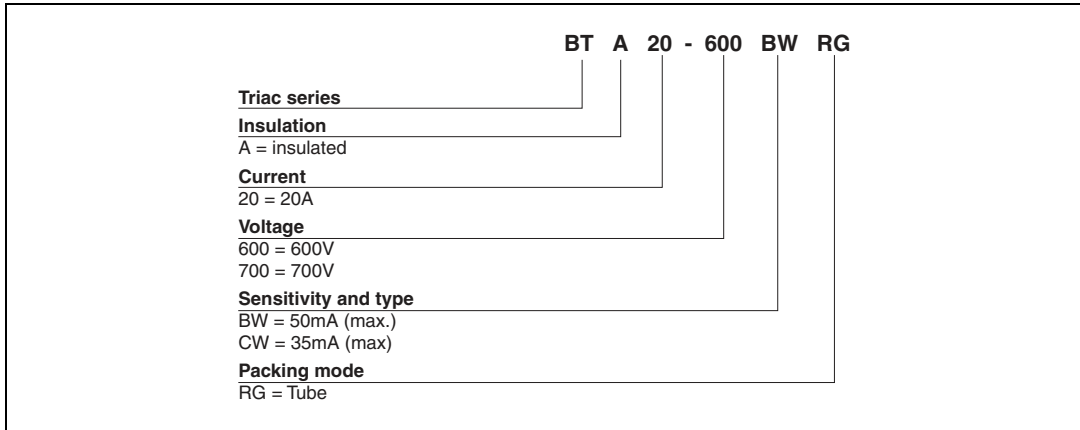 BT A 20 - 600 BW RG
Triac series
Insulation
A = insulated
Current
20 = 20A
Voltage
600 = 600V
700 = 700V
Sensitivity and type
BW = 50mA (max.)
CW = 35mA (max)
Packing mode
RG = Tube